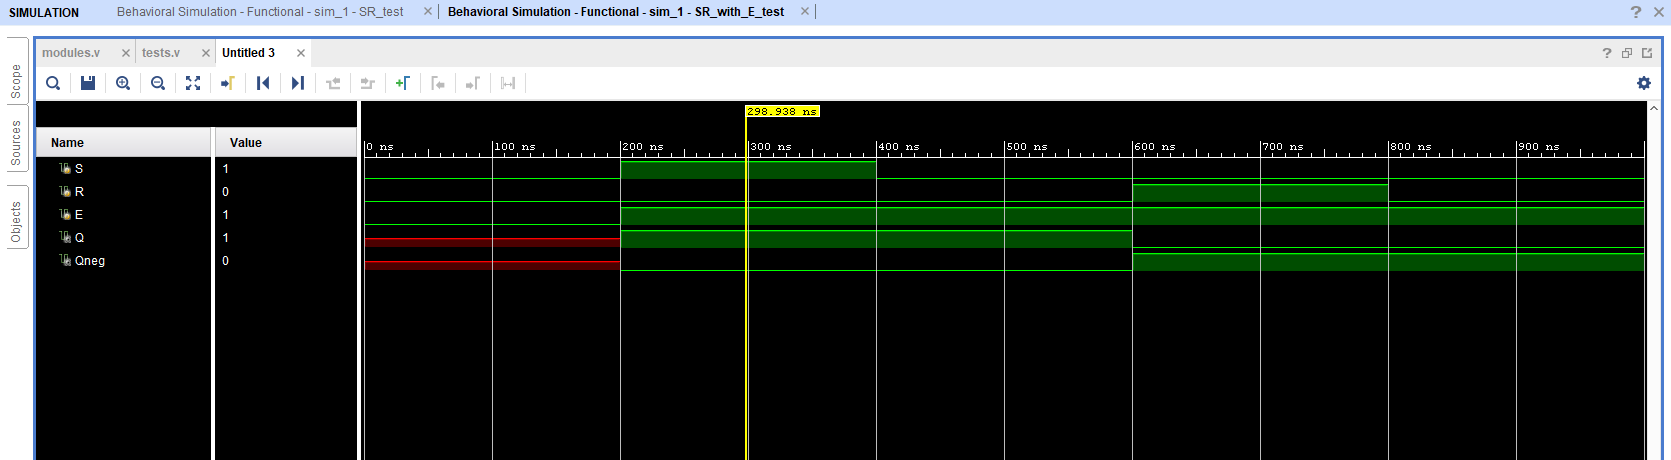 SIMULATION Behavioral Simulation - Functional - sim_1 - SR_test Behavioral Simulation - Functional - sim_1 - SR_with_E_test ?
modules.v tests.v Untitled 3 ?
Scope
Sources
Objects
298.938 ns
Name Value
0 ns 100 ns 200 ns 300 ns 400 ns 500 ns 600 ns 700 ns 800 ns 900 ns
S 1
R 0
E 1
Q 1
Qneg 0